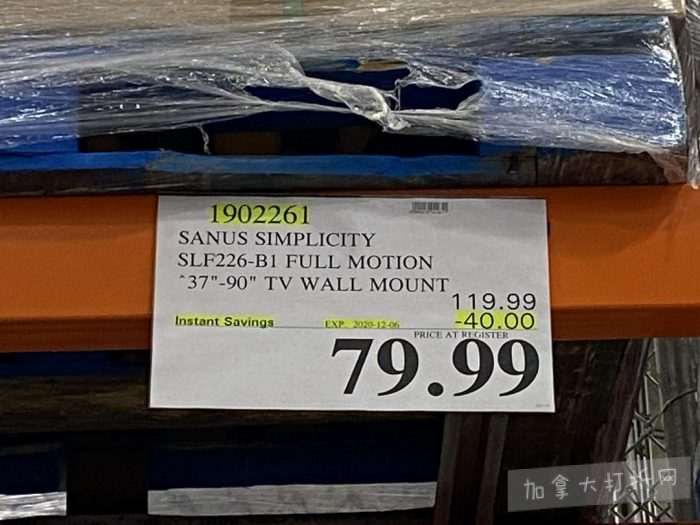 1902261
SANUS SIMPLICITY
SLF226-B1 FULL MOTION
^37"-90" TV WALL MOUNT
119.99
Instant Savings EXP. 2020-12-06 -40.00
PRICE AT REGISTER
79.99
加拿大打折网